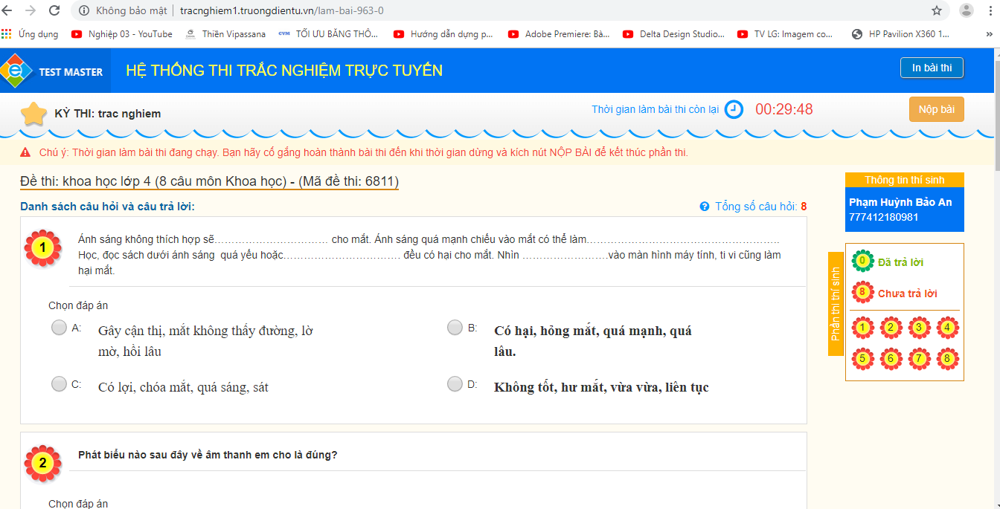 Không bảo mật
tracnghiem1.truongdientu.vn/lam-bai-963-0
Ứng dụng
Nghiệp 03 - YouTube
Thiền Vipassana
CVM TỐI ƯU BẰNG THÔ...
Hướng dẫn dựng p...
Adobe Premiere: Bà...
Delta Design Studio...
TV LG: Imagem co...
HP Pavilion X360 1...
»
e TEST MASTER
HỆ THỐNG THI TRẮC NGHIỆM TRỰC TUYẾN
In bài thi
KỲ THI: trac nghiem
Thời gian làm bài thi còn lại 00:29:48
Nộp bài
Chú ý: Thời gian làm bài thi đang chạy. Bạn hãy cố gắng hoàn thành bài thi đến khi thời gian dừng và kích nút NỘP BÀI để kết thúc phần thi.
Đề thi: khoa học lớp 4 (8 câu môn Khoa học) - (Mã đề thi: 6811)
Danh sách câu hỏi và câu trả lời:
Tổng số câu hỏi: 8
1
Ánh sáng không thích hợp sẽ................................ cho mắt. Ánh sáng quá mạnh chiếu vào mắt có thể làm......................................................
Học, đọc sách dưới ánh sáng quá yếu hoặc................................. đều có hại cho mắt. Nhìn ........................vào màn hình máy tính, ti vi cũng làm
hại mắt.
Chọn đáp án
A: Gây cận thị, mắt không thấy đường, lờ
mờ, hồi lâu
B: Có hại, hỏng mắt, quá mạnh, quá
lâu.
C: Có lợi, chóa mắt, quá sáng, sát
D: Không tốt, hư mắt, vừa vừa, liên tục
2
Phát biểu nào sau đây về âm thanh em cho là đúng?
Chọn đáp án
Thông tin thí sinh
Phạm Huỳnh Bảo An
777412180981
Phần thi thí sinh
0 Đã trả lời
8 Chưa trả lời
1 2 3 4
5 6 7 8